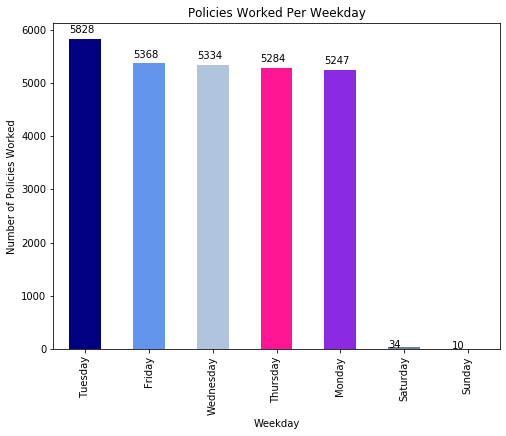 Policies Worked Per Weekday
Number of Policies Worked
6000
5000
4000
3000
2000
1000
0
5828
5368
5334
5284
5247
34
10
Tuesday
Friday
Wednesday
Thursday
Monday
Saturday
Sunday
Weekday